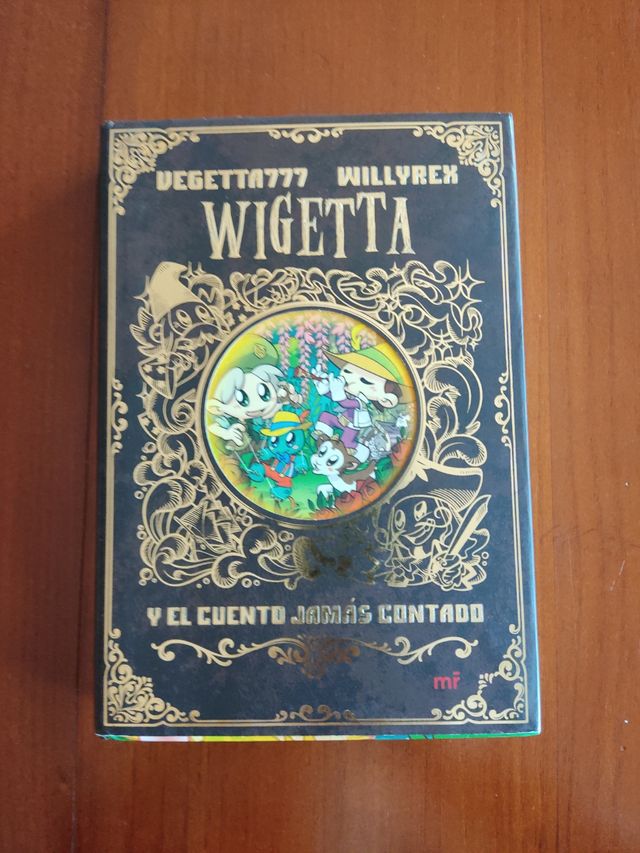 VEGETTA777 WILLYREX
WIGETTA
Y EL CUENTO JAMÁS CONTADO
mr